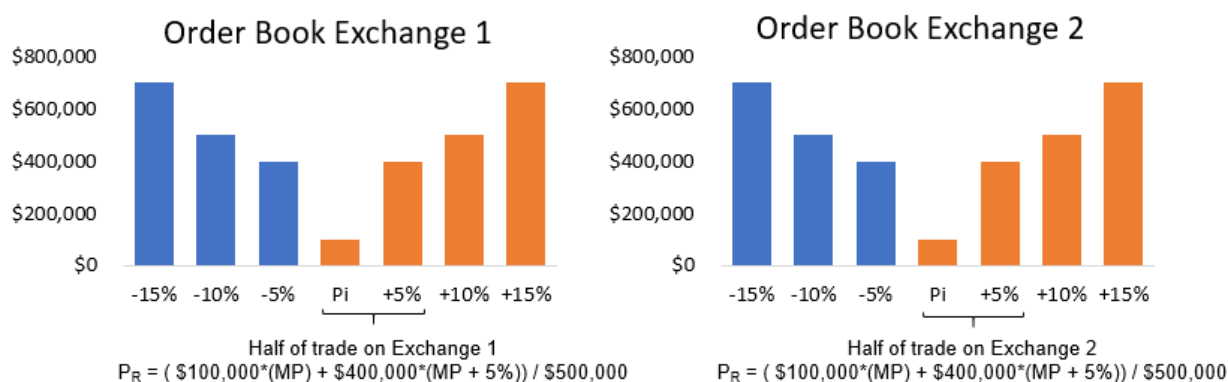 Order Book Exchange 1
$800,000
$600,000
$400,000
$200,000
$0
-15% -10% -5% Pi +5% +10% +15%
Half of trade on Exchange 1
P_R = ( $100,000*(MP) + $400,000*(MP + 5%)) / $500,000
Order Book Exchange 2
$800,000
$600,000
$400,000
$200,000
$0
-15% -10% -5% Pi +5% +10% +15%
Half of trade on Exchange 2
P_R = ( $100,000*(MP) + $400,000*(MP + 5%)) / $500,000